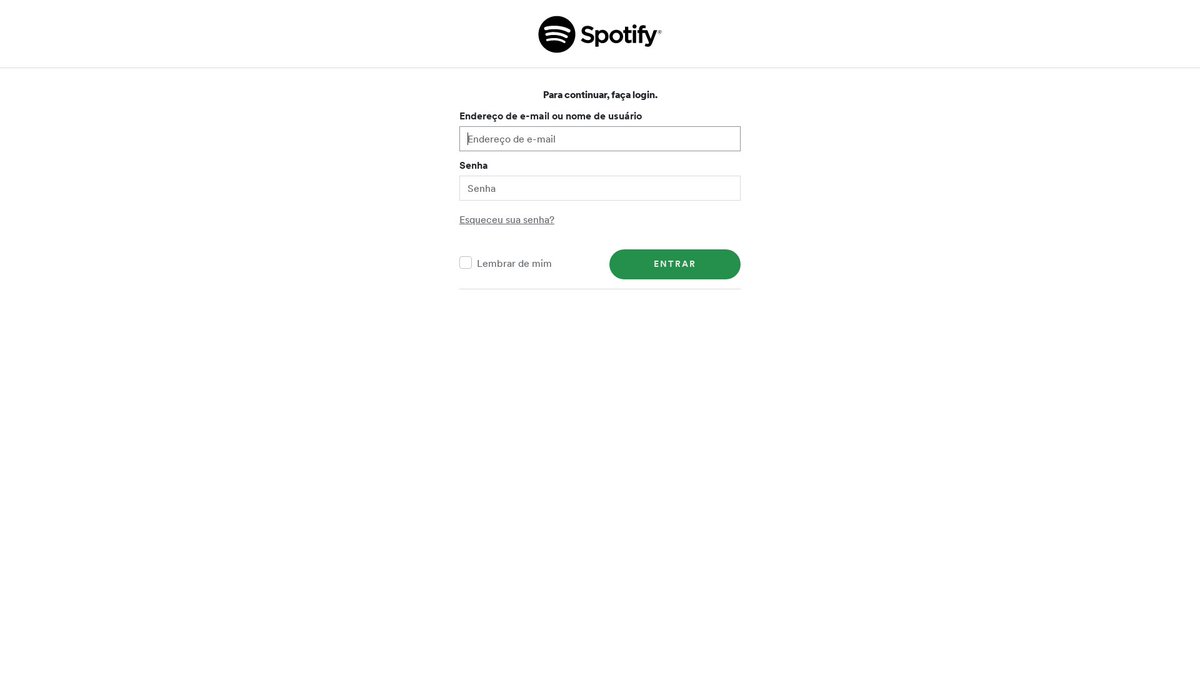 Spotify®
Para continuar, faça login.
Endereço de e-mail ou nome de usuário
Endereço de e-mail
Senha
Senha
Esqueceu sua senha?
Lembrar de mim
ENTRAR